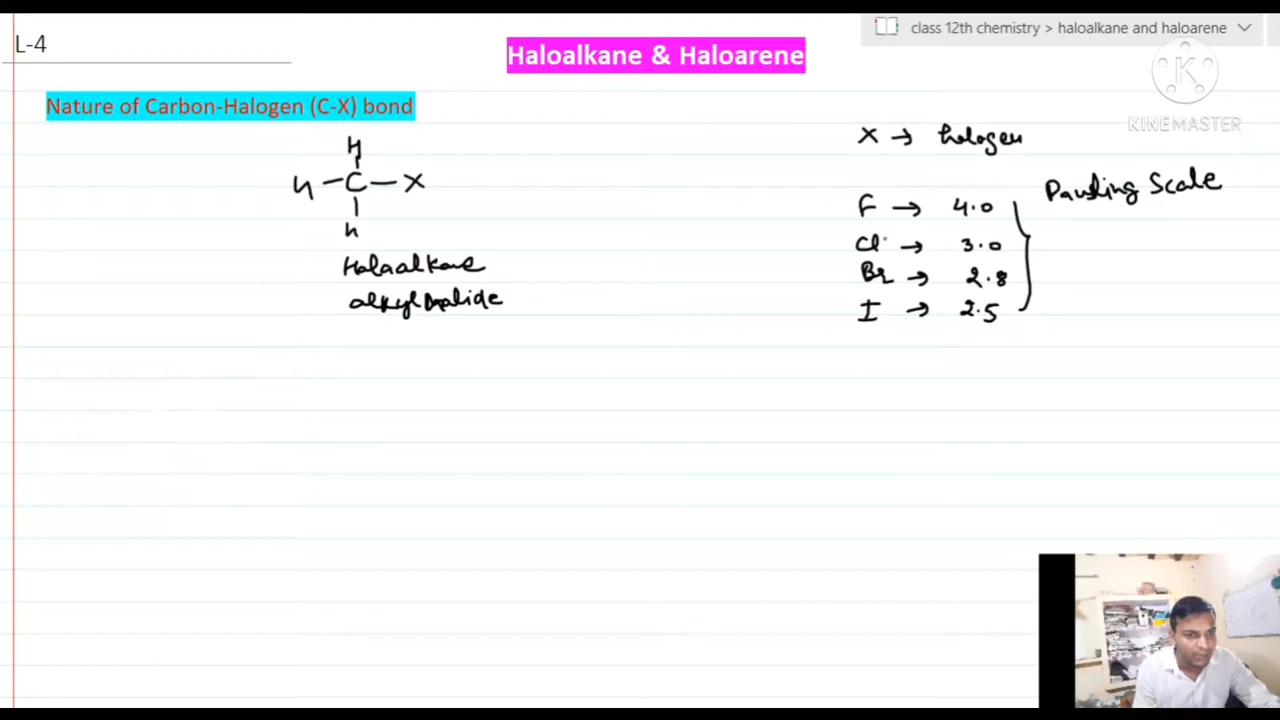 L-4
class 12th chemistry > haloalkane and haloarene
Haloalkane & Haloarene
K
KINEMASTER
Nature of Carbon-Halogen (C-X) bond
H
H – C – X
H
Haloalkane
alkyl halide
X → halogen
Pauling Scale
F → 4.0
Cl → 3.0
Br → 2.8
I → 2.5